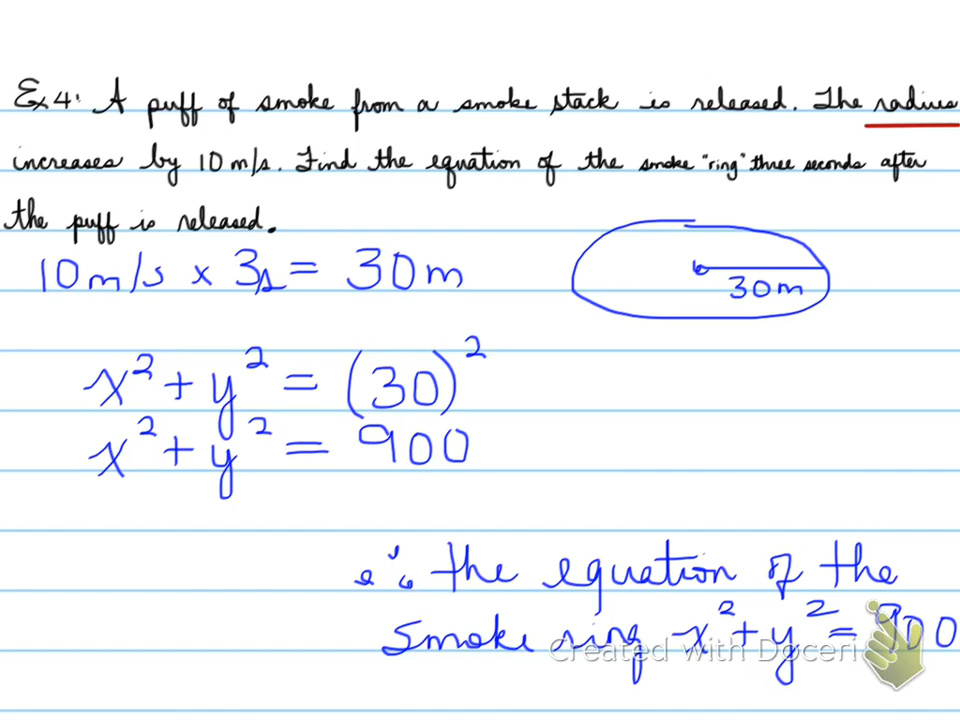 Ex 4: A puff of smoke from a smoke stack is released. The radius
increases by 10 m/s. Find the equation of the smoke "ring" three seconds after
the puff is released.
10 m/s x 3s = 30m
30m
x² + y² = (30)²
x² + y² = 900
∴ the equation of the
smoke ring x² + y² = 900
Created with Doceri